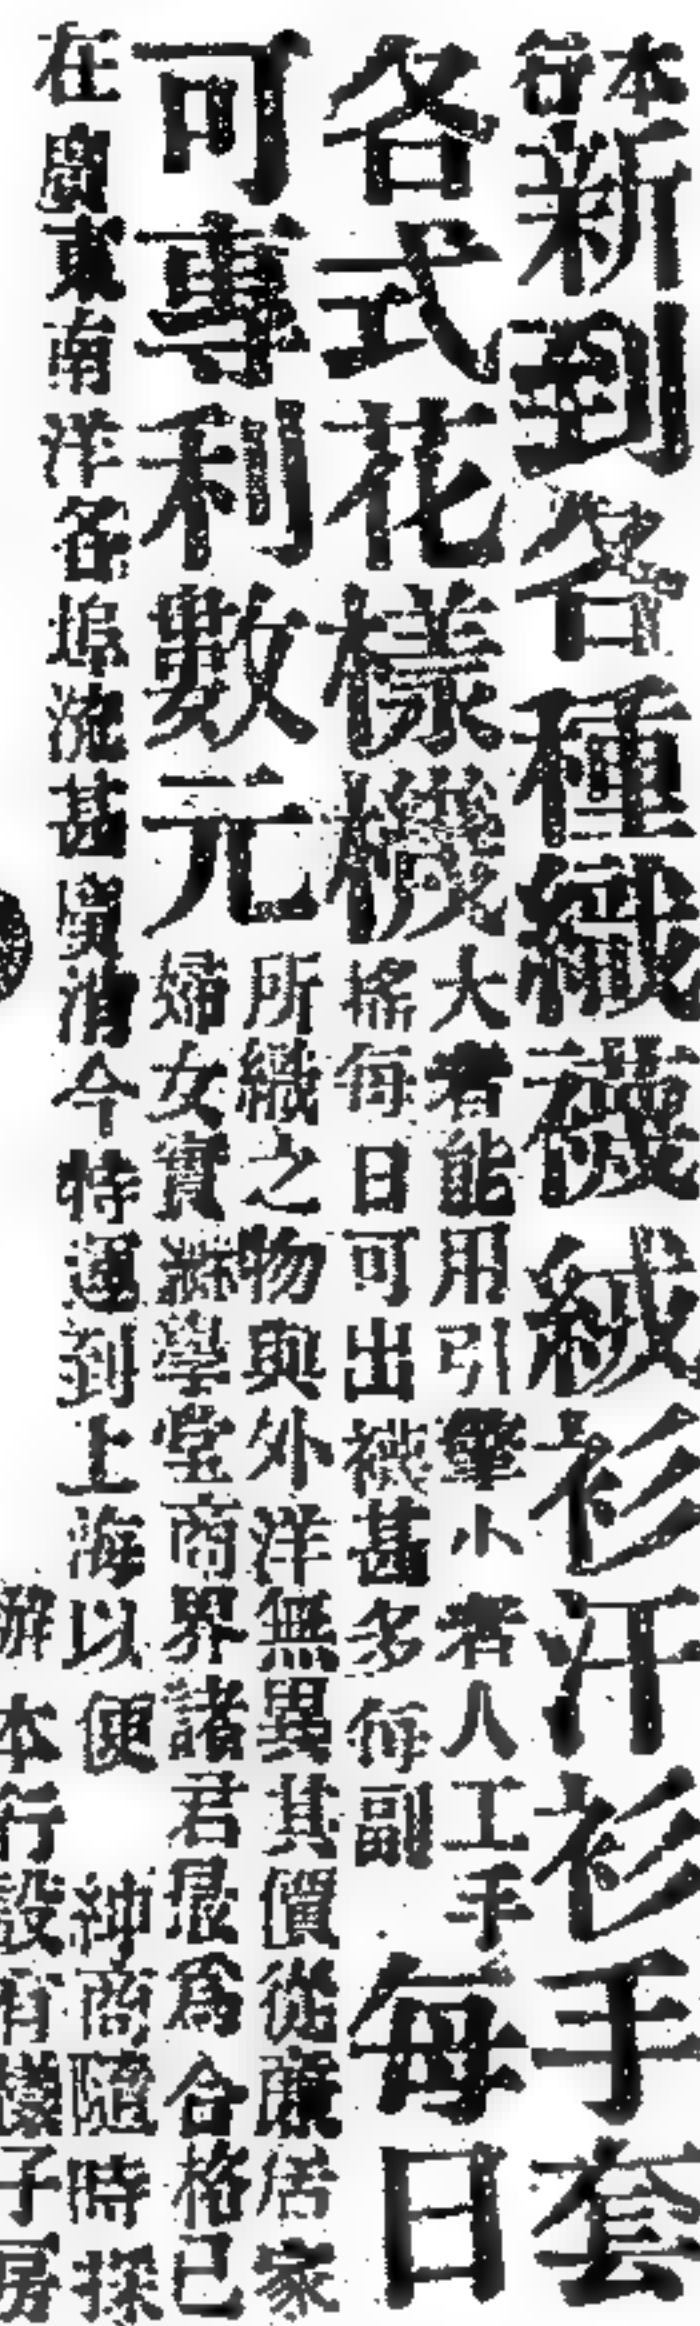 本行新到各種織襪絨衫汗衫手套
各式花樣機
大者能用引擎小者人工手
搖每日可出襪甚多每副
每日
可專利數元
所織之物與外洋無異其價從廉居家
婦女實學堂商界諸君最爲合格已
在廣東南洋各埠流甚廣消今特運到上海以便 紳商隨時採
辦 本行設有子房